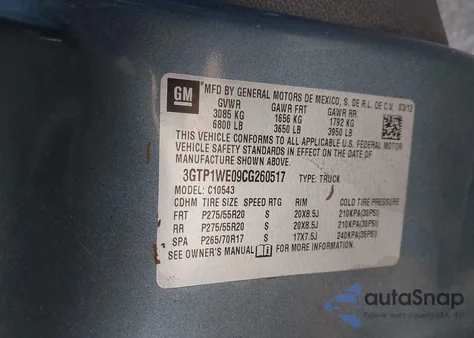 GM
MFD BY GENERAL MOTORS DE MEXICO, S. DE R.L. DE C.V. 03/12
GVWR GAWR FRT GAWR RR
3085 KG 1656 KG 1792 KG
6800 LB 3650 LB 3950 LB
THIS VEHICLE CONFORMS TO ALL APPLICABLE U.S. FEDERAL MOTOR
VEHICLE SAFETY STANDARDS IN EFFECT ON THE DATE OF
MANUFACTURE SHOWN ABOVE.
3GTP1WE09CG260517 TYPE: TRUCK
MODEL: C10543
CDHM TIRE SIZE SPEED RTG RIM COLD TIRE PRESSURE
FRT P275/55R20 S 20X8.5J 210KPA(30PSI)
RR P275/55R20 S 20X8.5J 210KPA(30PSI)
SPA P265/70R17 S 17X7.5J 240KPA(35PSI)
SEE OWNER'S MANUAL FOR MORE INFORMATION.
autaSnap